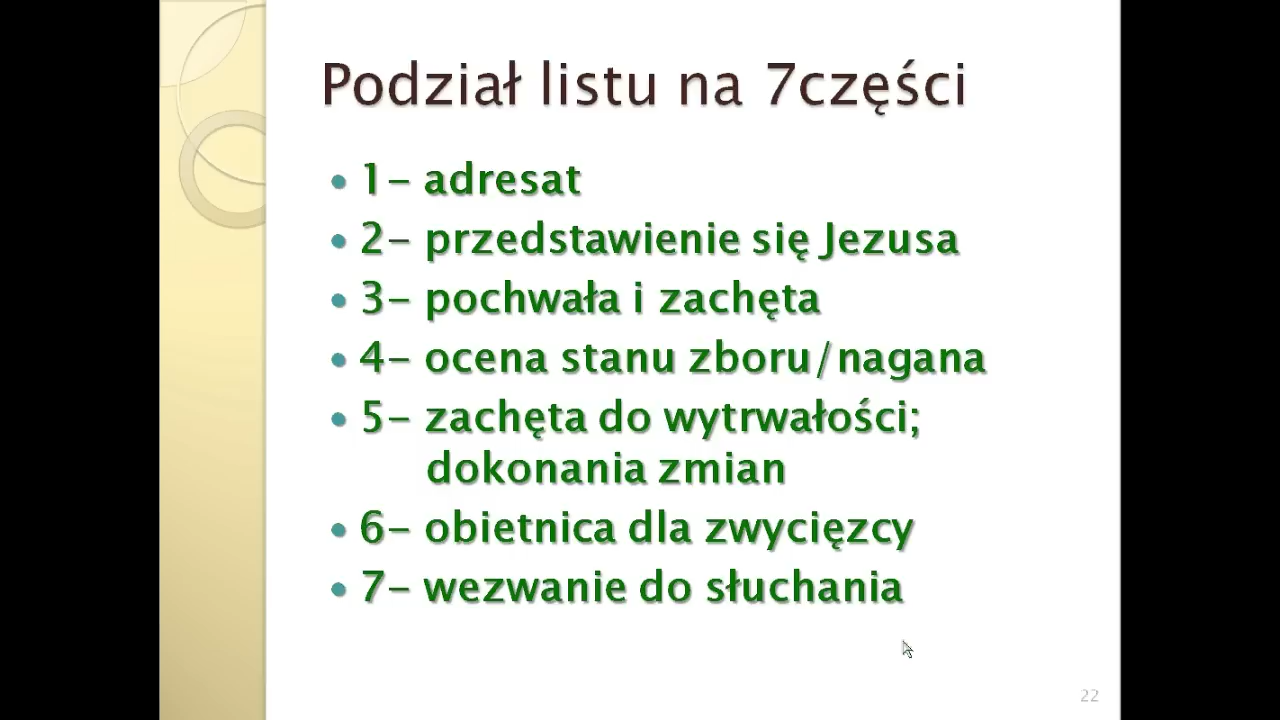 Podział listu na 7części
• 1- adresat
• 2- przedstawienie się Jezusa
• 3- pochwała i zachęta
• 4- ocena stanu zboru/nagana
• 5- zachęta do wytrwałości;
dokonania zmian
• 6- obietnica dla zwycięzcy
• 7- wezwanie do słuchania
22